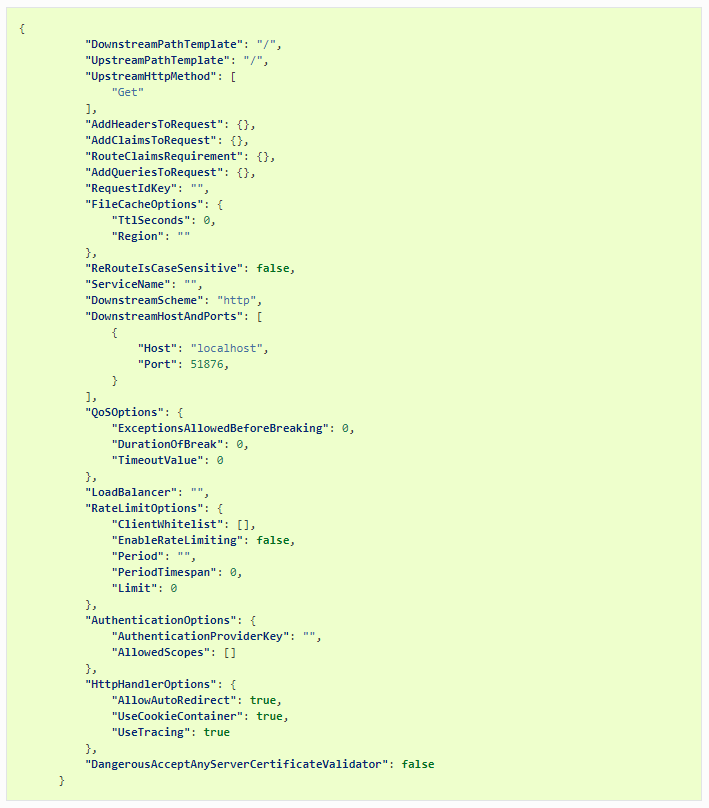 {
"DownstreamPathTemplate": "/",
"UpstreamPathTemplate": "/",
"UpstreamHttpMethod": [
"Get"
],
"AddHeadersToRequest": {},
"AddClaimsToRequest": {},
"RouteClaimsRequirement": {},
"AddQueriesToRequest": {},
"RequestIdKey": "",
"FileCacheOptions": {
"TtlSeconds": 0,
"Region": ""
},
"ReRouteIsCaseSensitive": false,
"ServiceName": "",
"DownstreamScheme": "http",
"DownstreamHostAndPorts": [
{
"Host": "localhost",
"Port": 51876,
}
],
"QoSOptions": {
"ExceptionsAllowedBeforeBreaking": 0,
"DurationOfBreak": 0,
"TimeoutValue": 0
},
"LoadBalancer": "",
"RateLimitOptions": {
"ClientWhitelist": [],
"EnableRateLimiting": false,
"Period": "",
"PeriodTimespan": 0,
"Limit": 0
},
"AuthenticationOptions": {
"AuthenticationProviderKey": "",
"AllowedScopes": []
},
"HttpHandlerOptions": {
"AllowAutoRedirect": true,
"UseCookieContainer": true,
"UseTracing": true
},
"DangerousAcceptAnyServerCertificateValidator": false
}